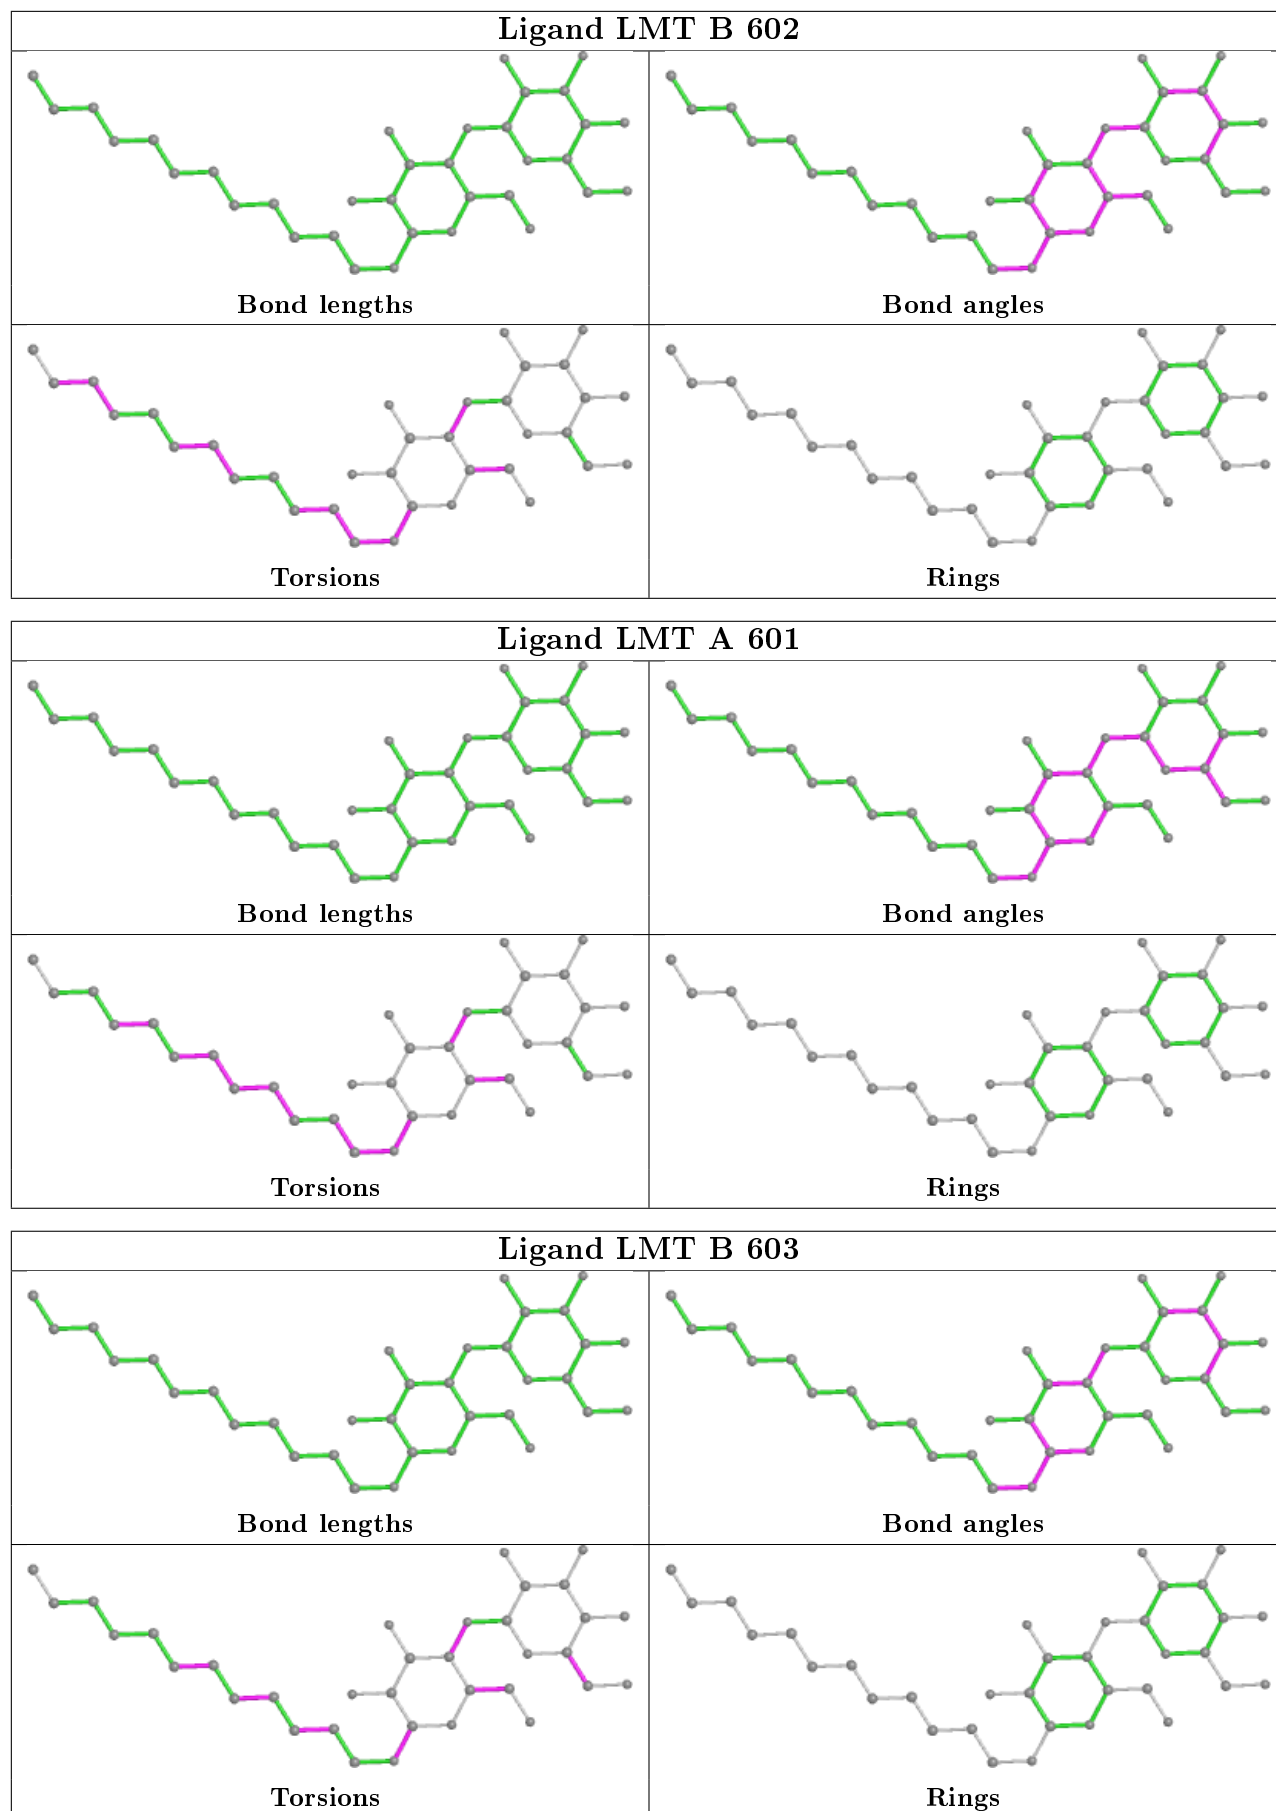 Ligand LMT B 602
Bond lengths
Bond angles
Torsions
Rings
Ligand LMT A 601
Bond lengths
Bond angles
Torsions
Rings
Ligand LMT B 603
Bond lengths
Bond angles
Torsions
Rings